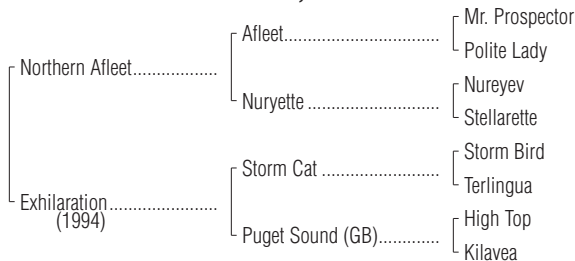 Mr. Prospector
Afleet
Polite Lady
Northern Afleet
Nureyev
Nuryette
Stellarette
Storm Bird
Storm Cat
Terlingua
Exhilaration
(1994)
High Top
Puget Sound (GB)
Kilavea